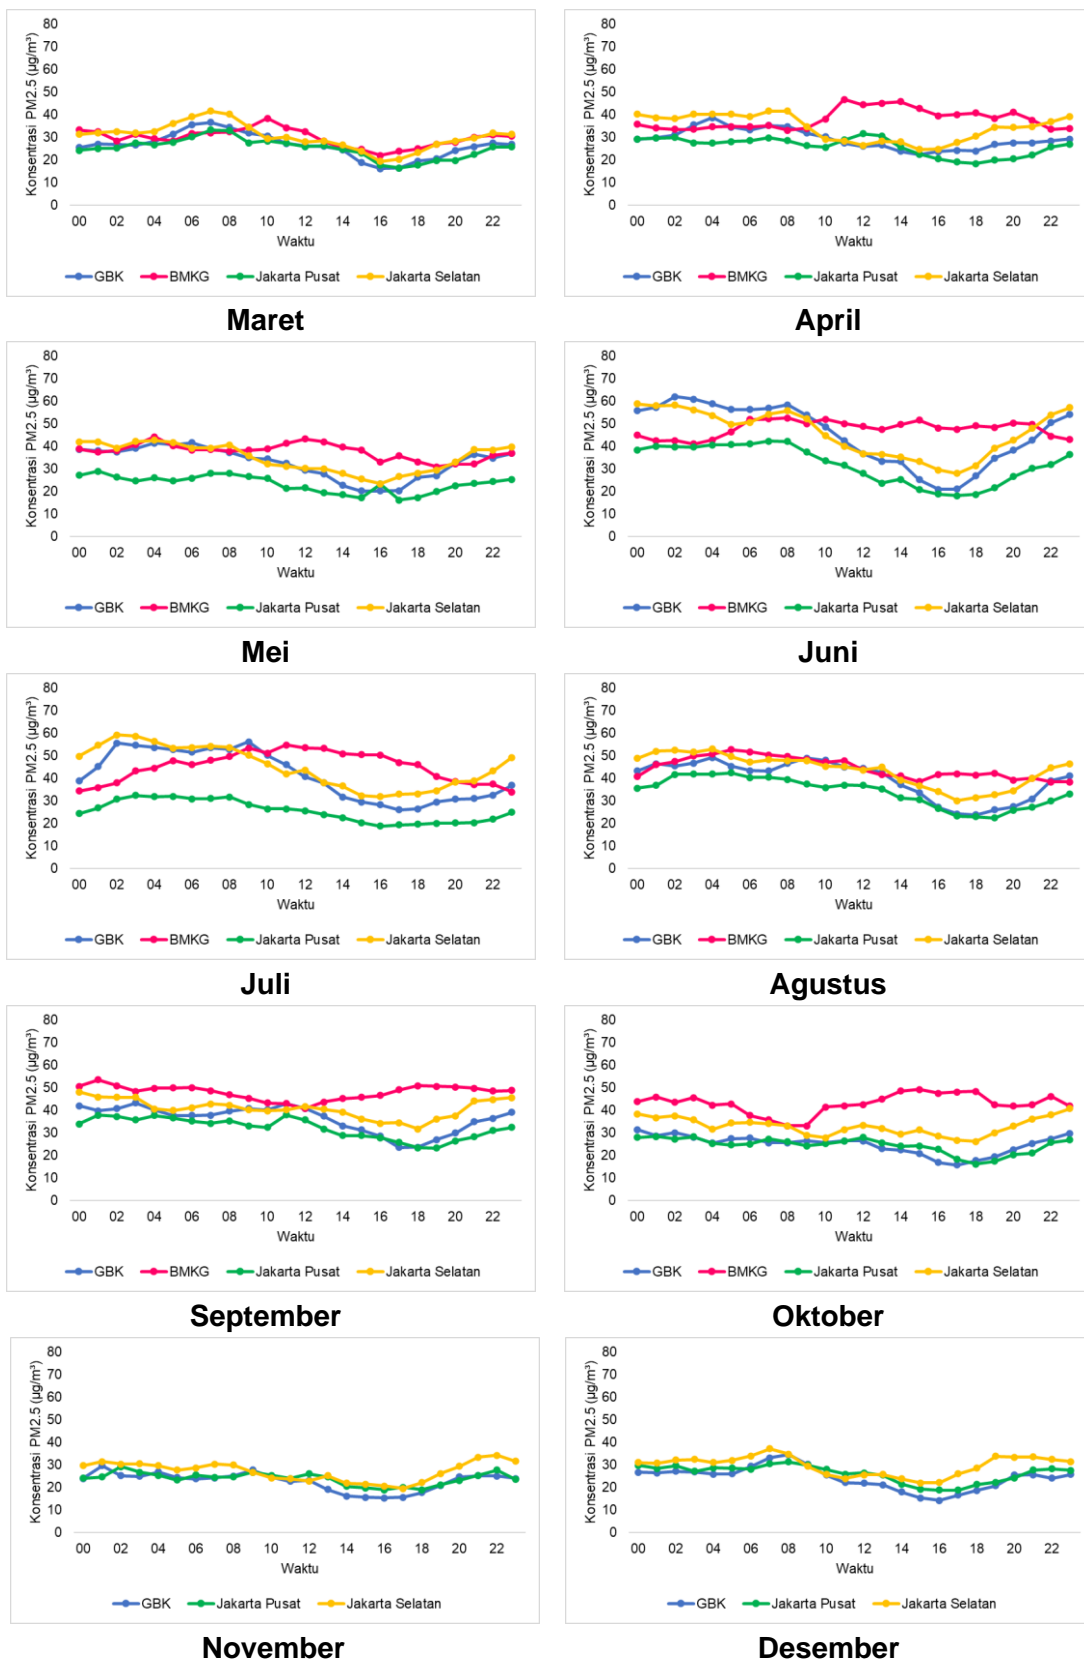 Konsentrasi PM2.5 (µg/m³)
80
70
60
50
40
30
20
10
0
00 02 04 06 08 10 12 14 16 18 20 22
Waktu
GBK BMKG Jakarta Pusat Jakarta Selatan
Maret
Konsentrasi PM2.5 (µg/m³)
80
70
60
50
40
30
20
10
0
00 02 04 06 08 10 12 14 16 18 20 22
Waktu
GBK BMKG Jakarta Pusat Jakarta Selatan
April
Konsentrasi PM2.5 (µg/m³)
80
70
60
50
40
30
20
10
0
00 02 04 06 08 10 12 14 16 18 20 22
Waktu
GBK BMKG Jakarta Pusat Jakarta Selatan
Mei
Konsentrasi PM2.5 (µg/m³)
80
70
60
50
40
30
20
10
0
00 02 04 06 08 10 12 14 16 18 20 22
Waktu
GBK BMKG Jakarta Pusat Jakarta Selatan
Juni
Konsentrasi PM2.5 (µg/m³)
80
70
60
50
40
30
20
10
0
00 02 04 06 08 10 12 14 16 18 20 22
Waktu
GBK BMKG Jakarta Pusat Jakarta Selatan
Juli
Konsentrasi PM2.5 (µg/m³)
80
70
60
50
40
30
20
10
0
00 02 04 06 08 10 12 14 16 18 20 22
Waktu
GBK BMKG Jakarta Pusat Jakarta Selatan
Agustus
Konsentrasi PM2.5 (µg/m³)
80
70
60
50
40
30
20
10
0
00 02 04 06 08 10 12 14 16 18 20 22
Waktu
GBK BMKG Jakarta Pusat Jakarta Selatan
September
Konsentrasi PM2.5 (µg/m³)
80
70
60
50
40
30
20
10
0
00 02 04 06 08 10 12 14 16 18 20 22
Waktu
GBK BMKG Jakarta Pusat Jakarta Selatan
Oktober
Konsentrasi PM2.5 (µg/m³)
80
70
60
50
40
30
20
10
0
00 02 04 06 08 10 12 14 16 18 20 22
Waktu
GBK Jakarta Pusat Jakarta Selatan
November
Konsentrasi PM2.5 (µg/m³)
80
70
60
50
40
30
20
10
0
00 02 04 06 08 10 12 14 16 18 20 22
Waktu
GBK Jakarta Pusat Jakarta Selatan
Desember